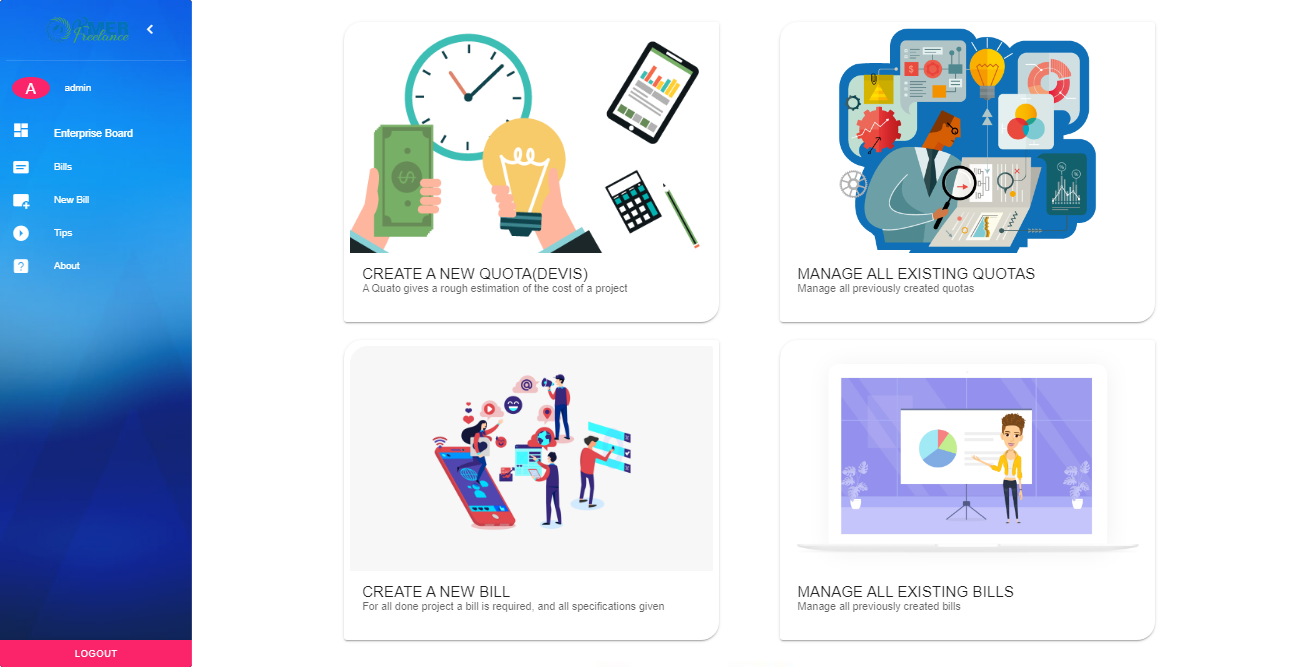 Freelance
A
admin
Enterprise Board
Bills
New Bill
Tips
About
LOGOUT
CREATE A NEW QUOTA(DEVIS)
A Quato gives a rough estimation of the cost of a project
MANAGE ALL EXISTING QUOTAS
Manage all previously created quotas
CREATE A NEW BILL
For all done project a bill is required, and all specifications given
MANAGE ALL EXISTING BILLS
Manage all previously created bills